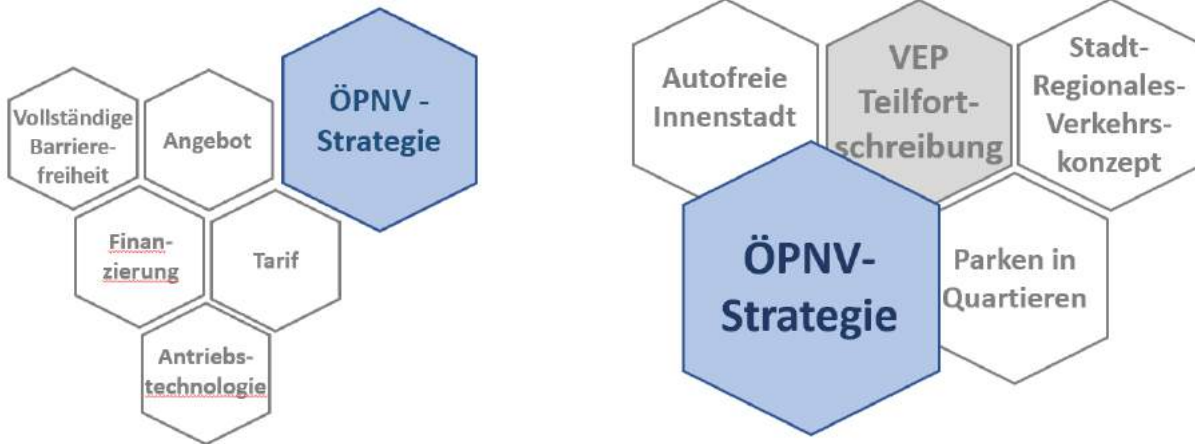 ÖPNV -
Strategie
Vollständige
Barriere-
freiheit
Angebot
Finan-
zierung
Tarif
Antriebs-
technologie
Autofreie
Innenstadt
VEP
Teilfort-
schreibung
Stadt-
Regionales-
Verkehrs-
konzept
ÖPNV-
Strategie
Parken in
Quartieren